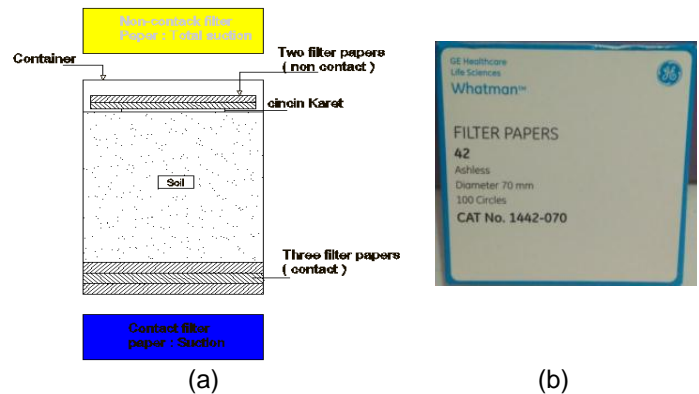 Non-contack filter
Paper : Total suction
Container
Two filter papers
( non contact )
cincin Karet
Soil
Three filter papers
( contact )
Contact filter
paper : Suction
(a)
GE Healthcare
Life Sciences
Whatman™
FILTER PAPERS
42
Ashless
Diameter 70 mm
100 Circles
CAT No. 1442-070
(b)